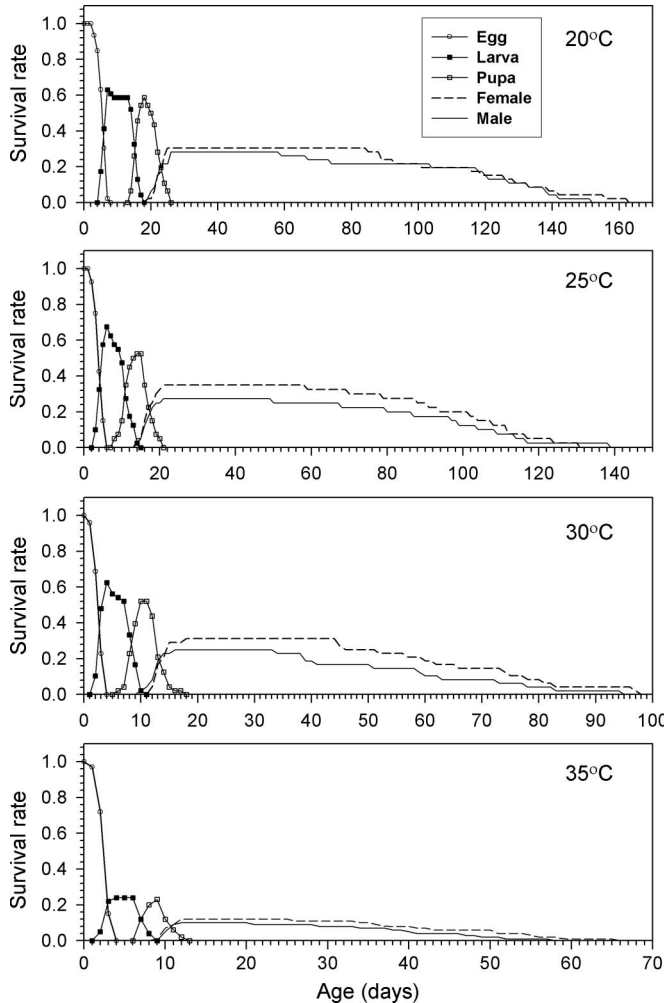 1.0
0.8
0.6
0.4
0.2
0.0
Survival rate
Egg
Larva
Pupa
Female
Male
20°C
0 20 40 60 80 100 120 140 160
1.0
0.8
0.6
0.4
0.2
0.0
Survival rate
25°C
0 20 40 60 80 100 120 140
1.0
0.8
0.6
0.4
0.2
0.0
Survival rate
30°C
0 10 20 30 40 50 60 70 80 90 100
1.0
0.8
0.6
0.4
0.2
0.0
Survival rate
35°C
0 10 20 30 40 50 60 70
Age (days)